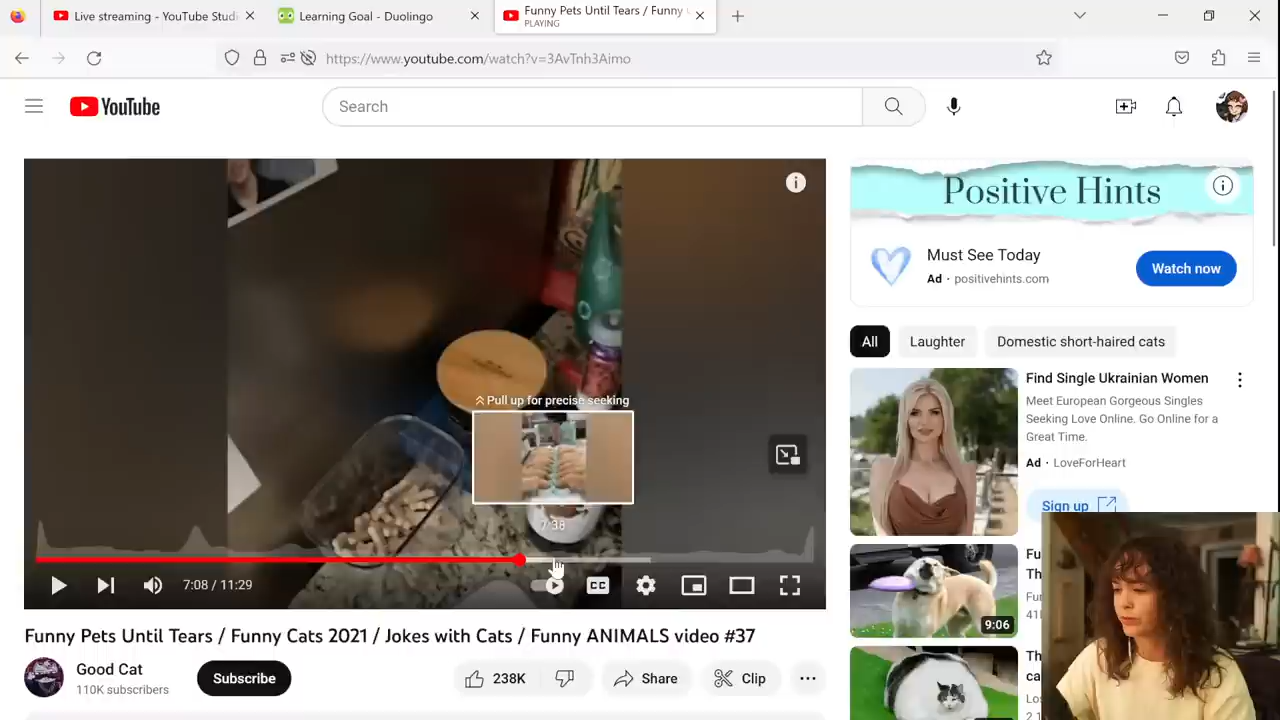 Live streaming - YouTube Stud
Learning Goal - Duolingo
Funny Pets Until Tears / Funny
PLAYING
https://www.youtube.com/watch?v=3AvTnh3Aimo
YouTube
Search
Positive Hints
Must See Today
Ad · positivehints.com
Watch now
All
Laughter
Domestic short-haired cats
Find Single Ukrainian Women
Meet European Gorgeous Singles
Seeking Love Online. Go Online for a
Great Time.
Ad · LoveForHeart
Sign up
Pull up for precise seeking
7:38
7:08 / 11:29
CC
9:06
Funny Pets Until Tears / Funny Cats 2021 / Jokes with Cats / Funny ANIMALS video #37
Good Cat
110K subscribers
Subscribe
238K
Share
Clip